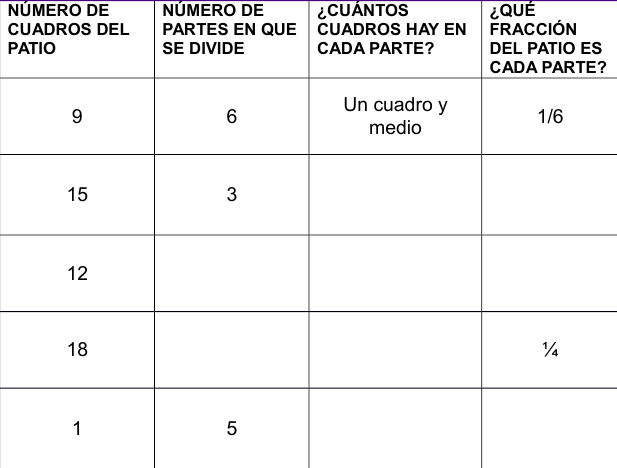 NÚMERO DE CUADROS DEL PATIO
NÚMERO DE PARTES EN QUE SE DIVIDE
¿CUÁNTOS CUADROS HAY EN CADA PARTE?
¿QUÉ FRACCIÓN DEL PATIO ES CADA PARTE?
9
6
Un cuadro y medio
1/6
15
3
12
18
¼
1
5